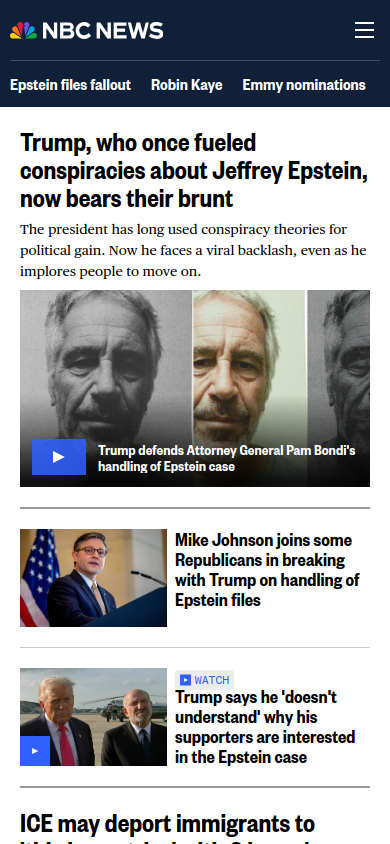 NBC NEWS
Epstein files fallout Robin Kaye Emmy nominations
Trump, who once fueled
conspiracies about Jeffrey Epstein,
now bears their brunt
The president has long used conspiracy theories for
political gain. Now he faces a viral backlash, even as he
implores people to move on.
Trump defends Attorney General Pam Bondi's
handling of Epstein case
Mike Johnson joins some
Republicans in breaking
with Trump on handling of
Epstein files
WATCH
Trump says he 'doesn't
understand' why his
supporters are interested
in the Epstein case
ICE may deport immigrants to